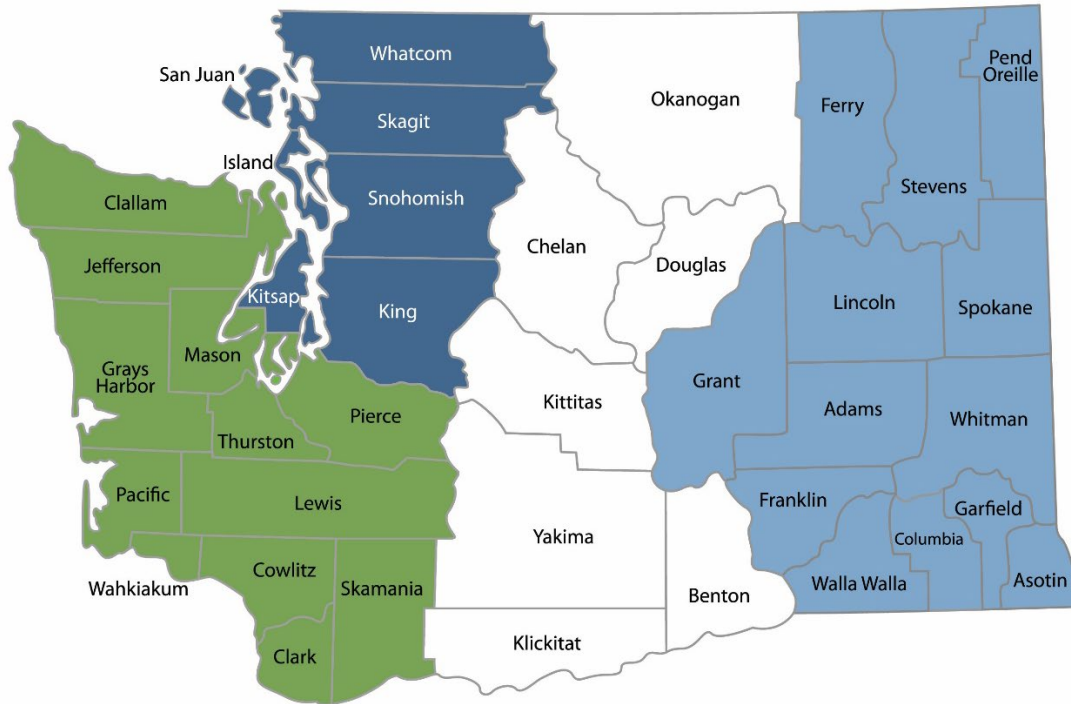 Whatcom
San Juan
Skagit
Island
Snohomish
Clallam
Jefferson
Kitsap
King
Mason
Grays
Harbor
Pierce
Thurston
Pacific
Lewis
Wahkiakum
Cowlitz
Skamania
Clark
Okanogan
Chelan
Douglas
Kittitas
Yakima
Klickitat
Benton
Ferry
Stevens
Pend
Oreille
Lincoln
Spokane
Grant
Adams
Whitman
Franklin
Walla Walla
Columbia
Garfield
Asotin